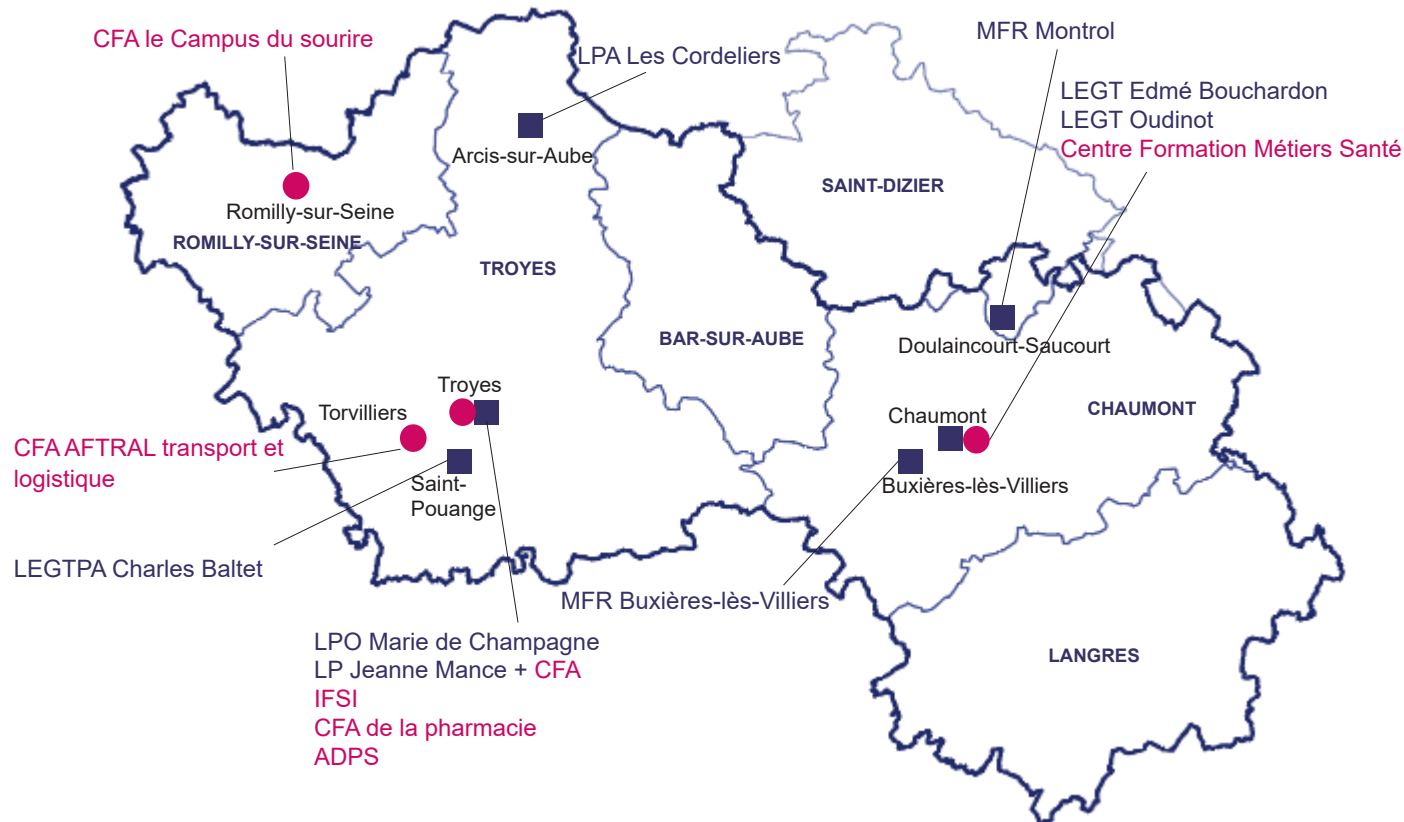 CFA le Campus du sourire
MFR Montrol
LPA Les Cordeliers
LEGT Edmé Bouchardon
LEGT Oudinot
Centre Formation Métiers Santé
Arcis-sur-Aube
SAINT-DIZIER
Romilly-sur-Seine
ROMILLY-SUR-SEINE
TROYES
BAR-SUR-AUBE
Doulaincourt-Saucourt
Troyes
Torvilliers
Chaumont
CHAUMONT
CFA AFTRAL transport et
logistique
Saint-
Pouange
Buxières-lès-Villiers
LEGTPA Charles Baltet
MFR Buxières-lès-Villiers
LPO Marie de Champagne
LP Jeanne Mance + CFA
IFSI
CFA de la pharmacie
ADPS
LANGRES